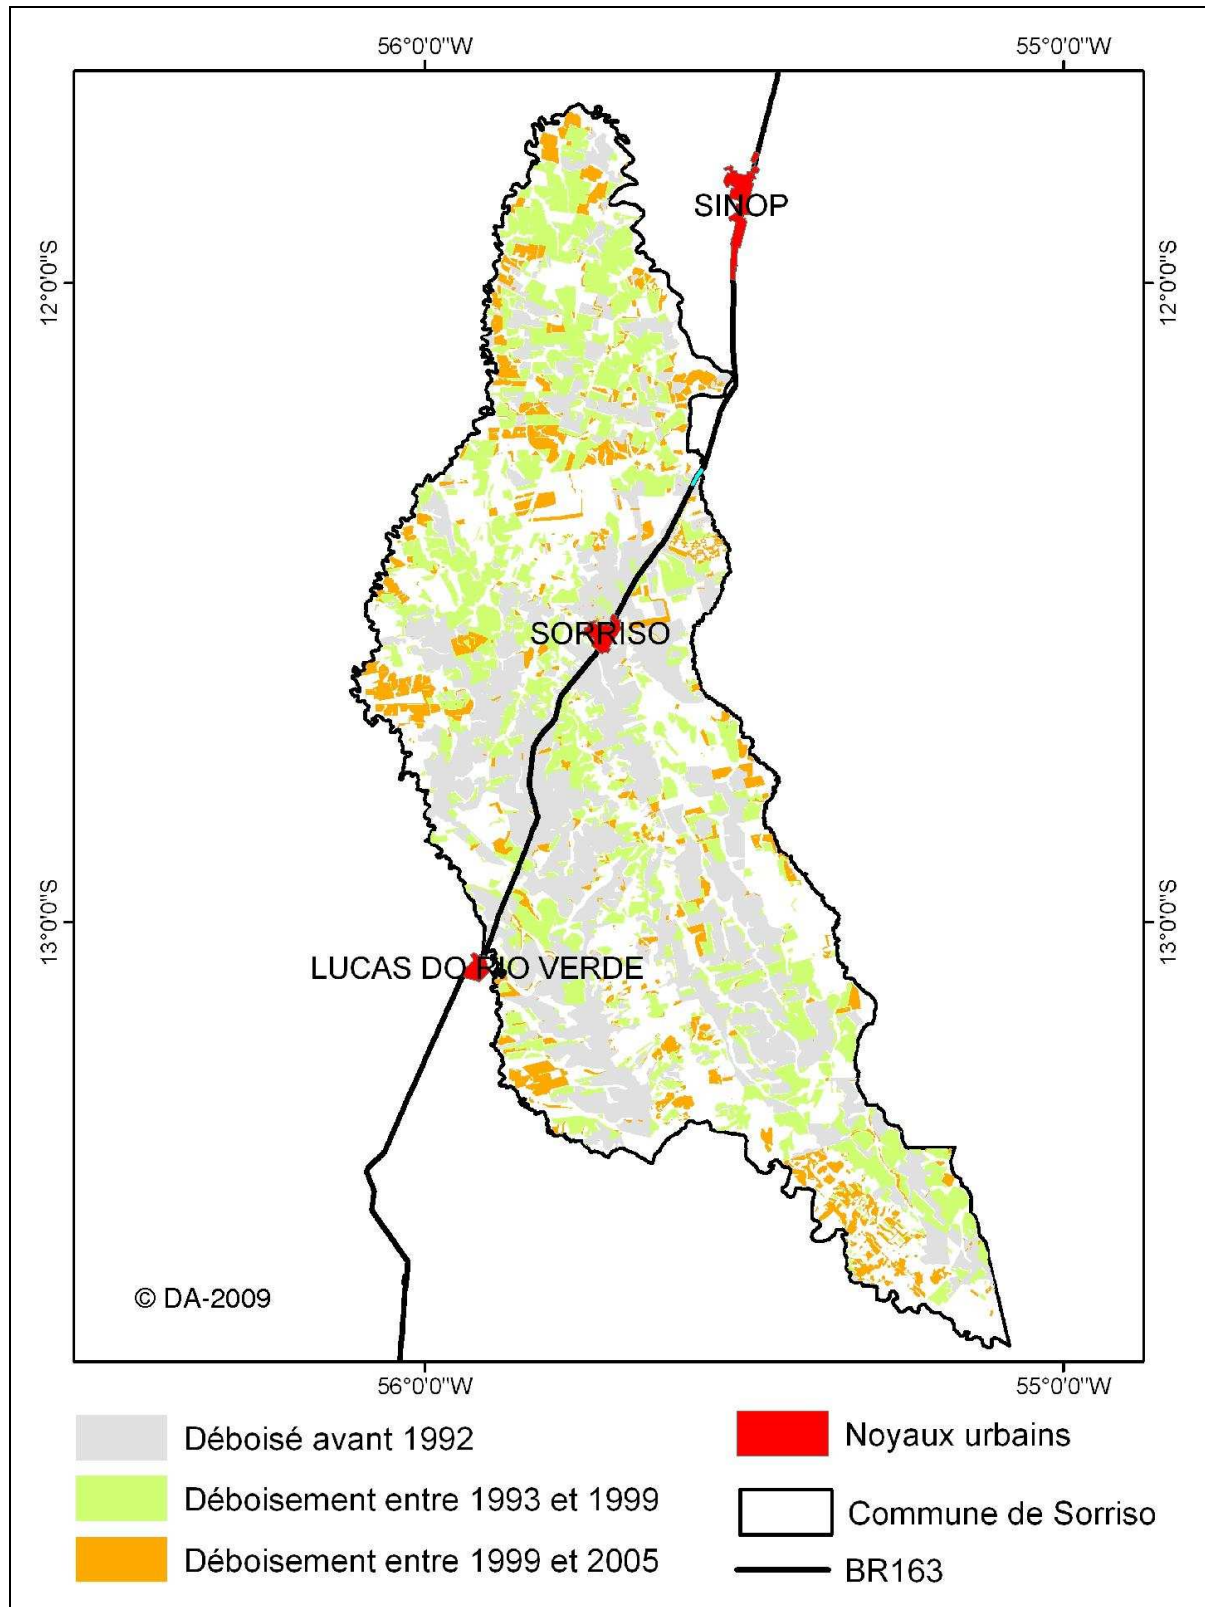 56°0'0"W 55°0'0"W
SINOP
12°0'0"S 12°0'0"S
SORRISO
13°0'0"S 13°0'0"S
LUCAS DO RIO VERDE
© DA-2009
56°0'0"W 55°0'0"W
Déboisé avant 1992
Déboisement entre 1993 et 1999
Déboisement entre 1999 et 2005
Noyaux urbains
Commune de Sorriso
BR163